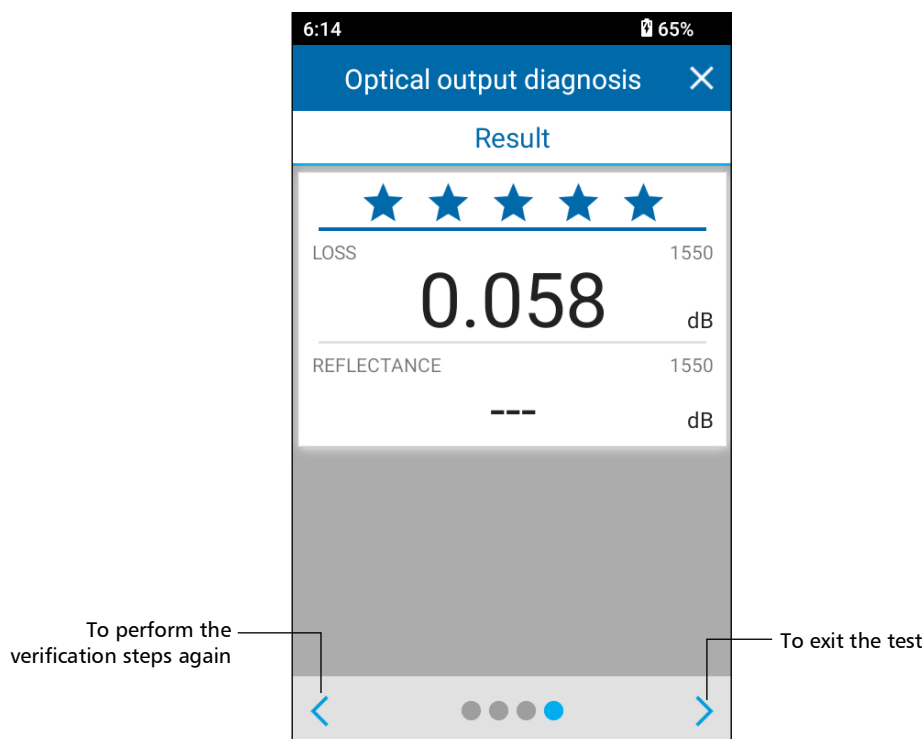 6:14 65%
Optical output diagnosis
Result
LOSS 1550
0.058
dB
REFLECTANCE 1550
---
dB
To perform the
verification steps again
To exit the test